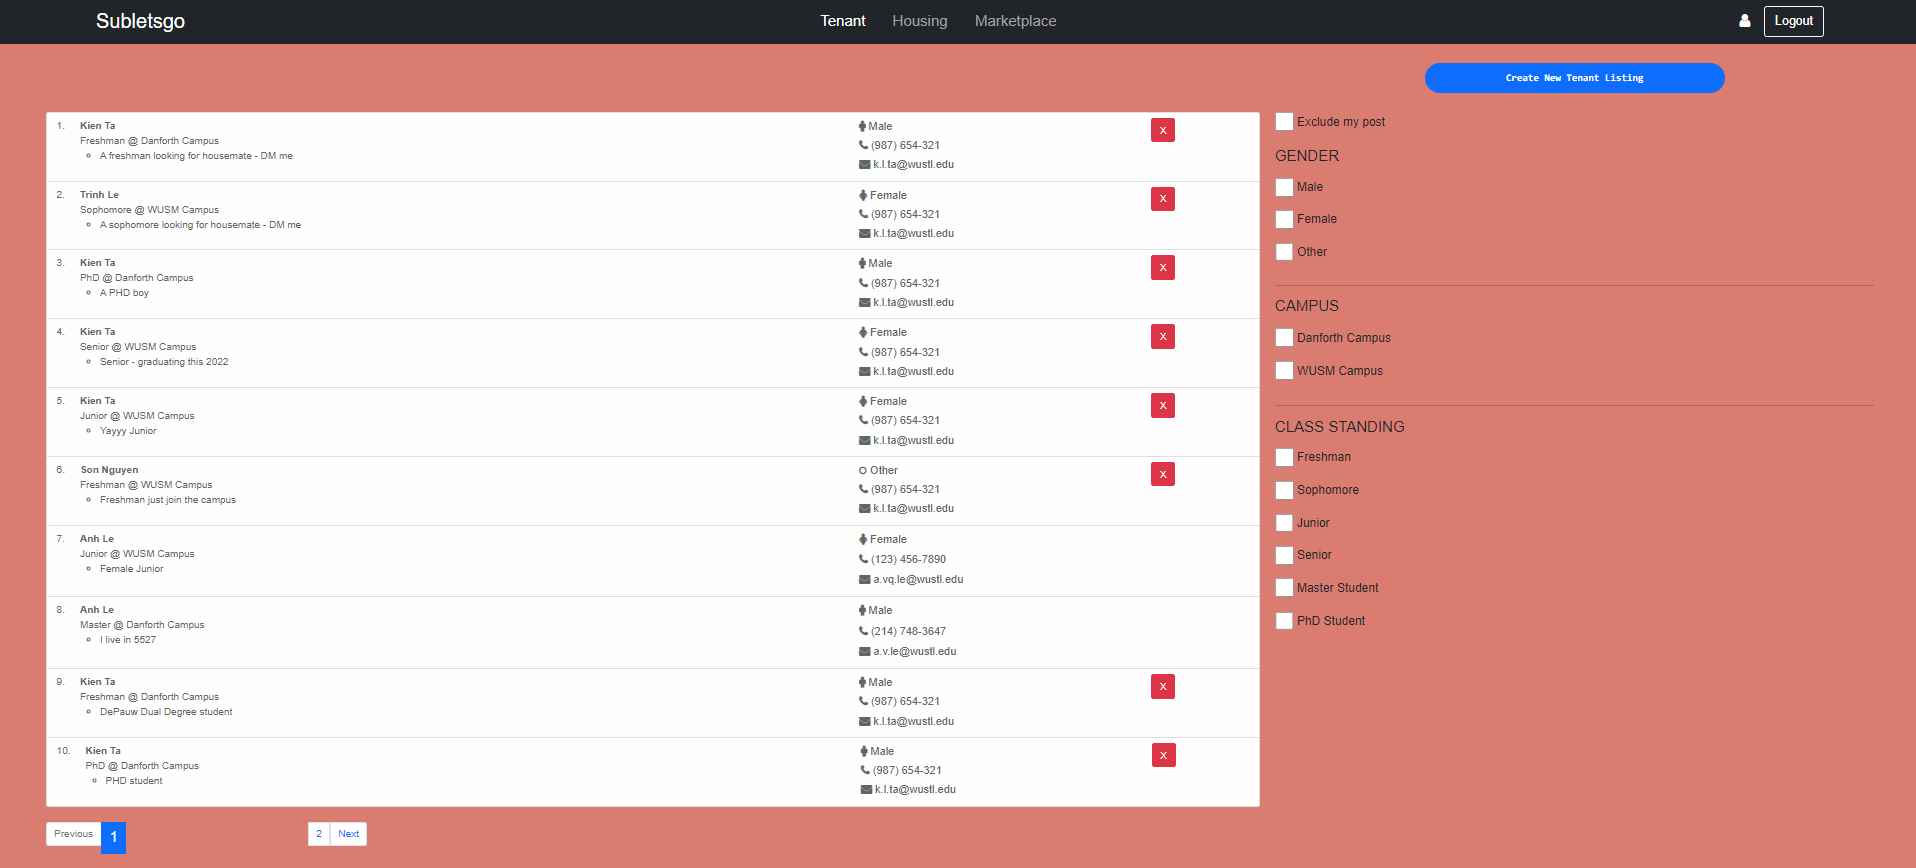 Subletsgo
Tenant
Housing
Marketplace
Logout
Create New Tenant Listing
1. Kien Ta
Freshman @ Danforth Campus
A freshman looking for housemate - DM me
Male
(987) 654-321
k.l.ta@wustl.edu
X
2. Trinh Le
Sophomore @ WUSM Campus
A sophomore looking for housemate - DM me
Female
(987) 654-321
k.l.ta@wustl.edu
X
3. Kien Ta
PhD @ Danforth Campus
A PHD boy
Male
(987) 654-321
k.l.ta@wustl.edu
X
4. Kien Ta
Senior @ WUSM Campus
Senior - graduating this 2022
Female
(987) 654-321
k.l.ta@wustl.edu
X
5. Kien Ta
Junior @ WUSM Campus
Yayyy Junior
Female
(987) 654-321
k.l.ta@wustl.edu
X
6. Son Nguyen
Freshman @ WUSM Campus
Freshman just join the campus
Other
(987) 654-321
k.l.ta@wustl.edu
X
7. Anh Le
Junior @ WUSM Campus
Female Junior
Female
(123) 456-7890
a.vq.le@wustl.edu
8. Anh Le
Master @ Danforth Campus
I live in 5527
Male
(214) 748-3647
a.v.le@wustl.edu
9. Kien Ta
Freshman @ Danforth Campus
DePauw Dual Degree student
Male
(987) 654-321
k.l.ta@wustl.edu
X
10. Kien Ta
PhD @ Danforth Campus
PHD student
Male
(987) 654-321
k.l.ta@wustl.edu
X
Previous
1
2
Next
Exclude my post
GENDER
Male
Female
Other
CAMPUS
Danforth Campus
WUSM Campus
CLASS STANDING
Freshman
Sophomore
Junior
Senior
Master Student
PhD Student